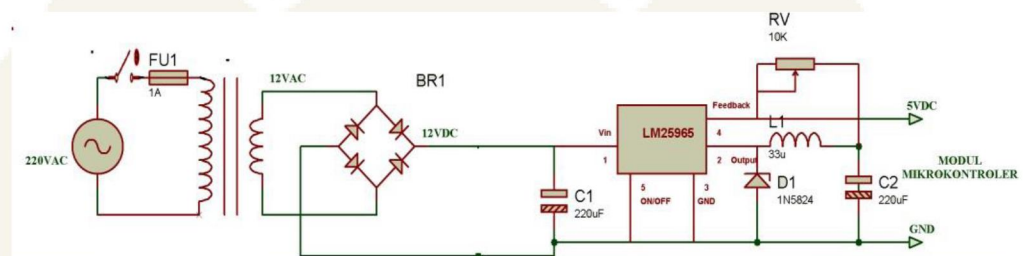 RV
10K
FU1
1A
12VAC
BR1
220VAC
12VDC
Vin
1
LM25965
Feedback
4
5VDC
L1
33u
2
Output
5
ON/OFF
3
GND
C1
220uF
D1
1N5824
C2
220uF
MODUL
MIKROKONTROLER
GND